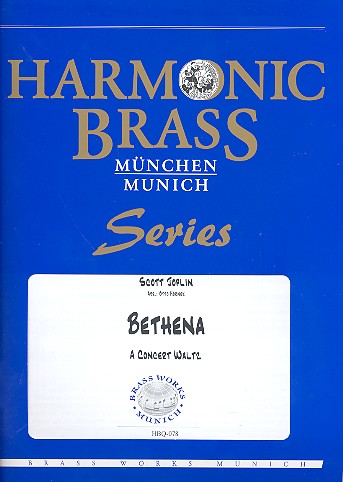 HARMONIC
BRASS
MÜNCHEN
MUNICH
Series
SCOTT JOPLIN
BETHENA
A CONCERT WALTZ
BRASS WORKS
MUNICH
HBQ-078
BRASS WORKS MUNICH